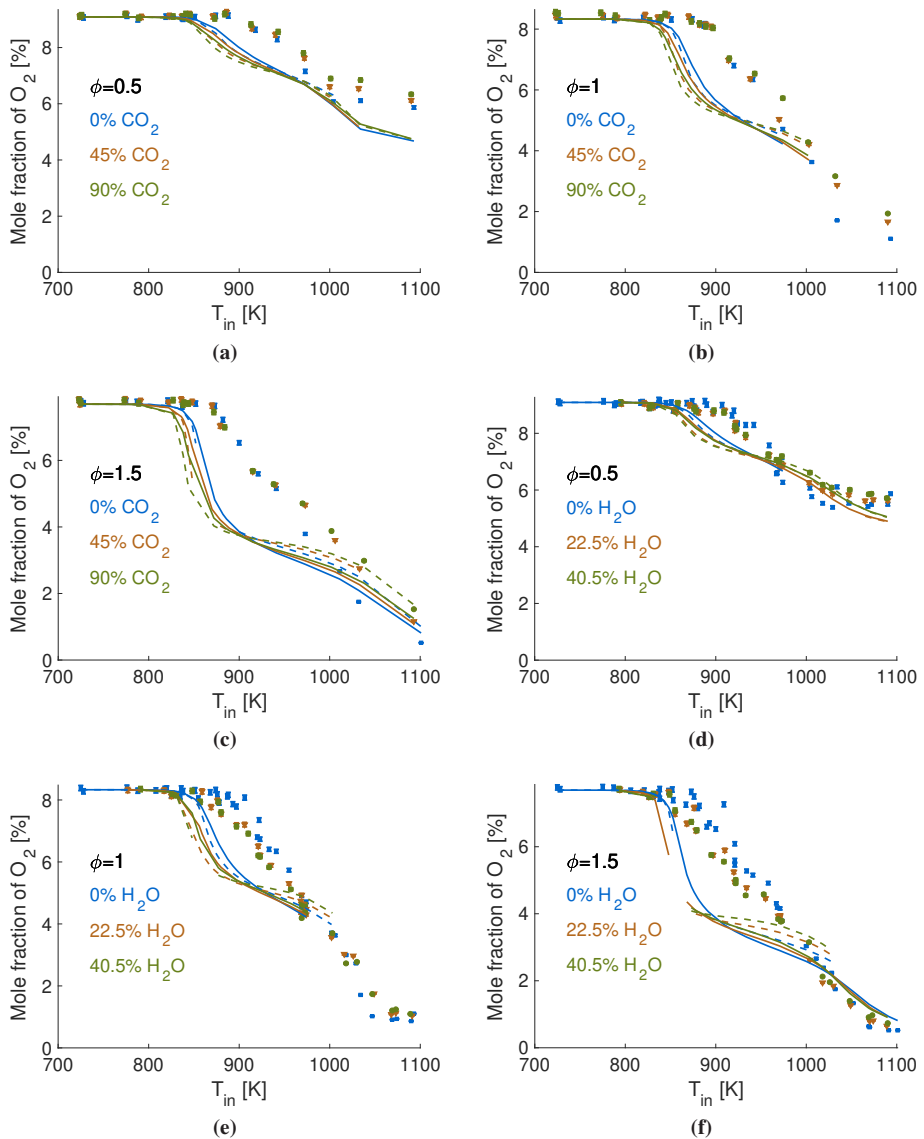 Mole fraction of O2 [%]
8
6
4
2
0
ϕ=0.5
0% CO2
45% CO2
90% CO2
700 800 900 1000 1100
Tin [K]
(a)
Mole fraction of O2 [%]
8
6
4
2
0
ϕ=1
0% CO2
45% CO2
90% CO2
700 800 900 1000 1100
Tin [K]
(b)
Mole fraction of O2 [%]
6
4
2
0
ϕ=1.5
0% CO2
45% CO2
90% CO2
700 800 900 1000 1100
Tin [K]
(c)
Mole fraction of O2 [%]
8
6
4
2
0
ϕ=0.5
0% H2O
22.5% H2O
40.5% H2O
700 800 900 1000 1100
Tin [K]
(d)
Mole fraction of O2 [%]
8
6
4
2
0
ϕ=1
0% H2O
22.5% H2O
40.5% H2O
700 800 900 1000 1100
Tin [K]
(e)
Mole fraction of O2 [%]
6
4
2
0
ϕ=1.5
0% H2O
22.5% H2O
40.5% H2O
700 800 900 1000 1100
Tin [K]
(f)